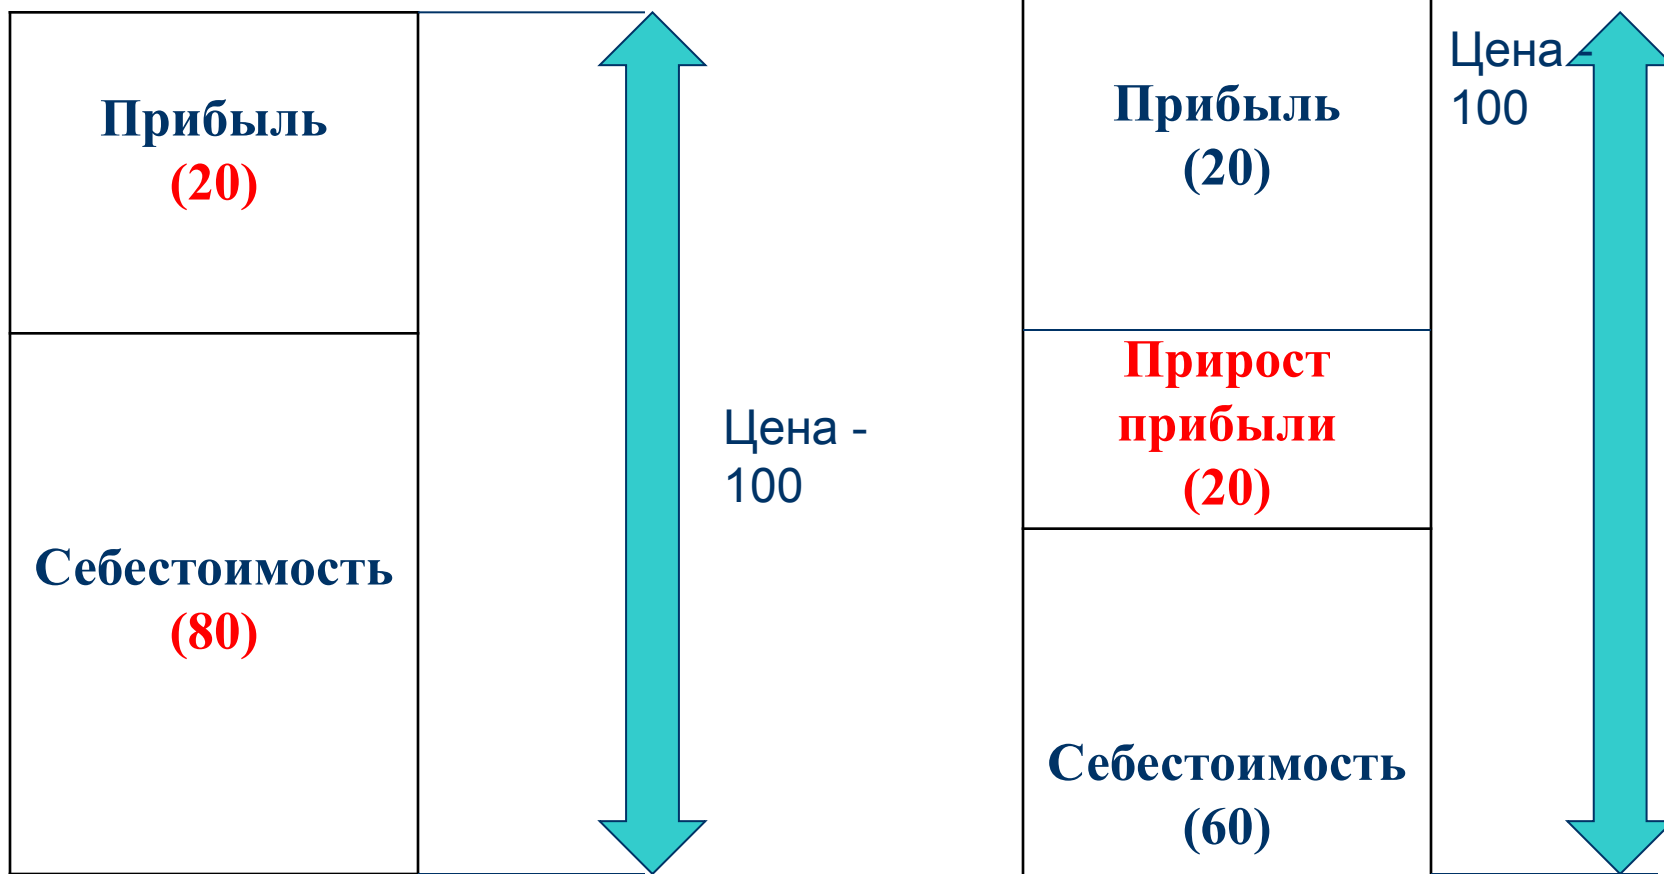 Прибыль
(20)
Себестоимость
(80)
Цена -
100
Прибыль
(20)
Прирост
прибыли
(20)
Себестоимость
(60)
Цена -
100